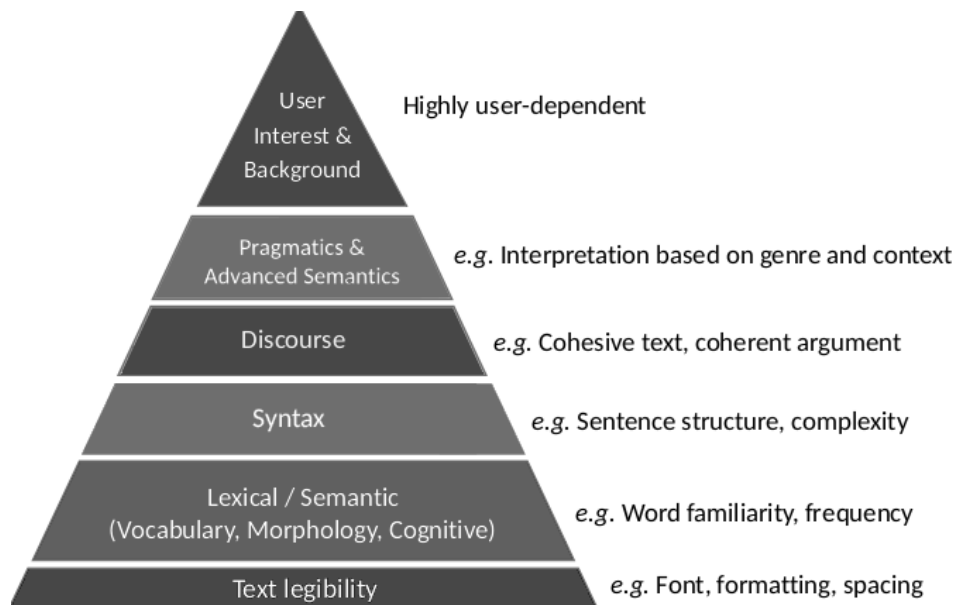 User
Interest &
Background
Highly user-dependent
Pragmatics &
Advanced Semantics
e.g. Interpretation based on genre and context
Discourse
e.g. Cohesive text, coherent argument
Syntax
e.g. Sentence structure, complexity
Lexical / Semantic
(Vocabulary, Morphology, Cognitive)
e.g. Word familiarity, frequency
Text legibility
e.g. Font, formatting, spacing